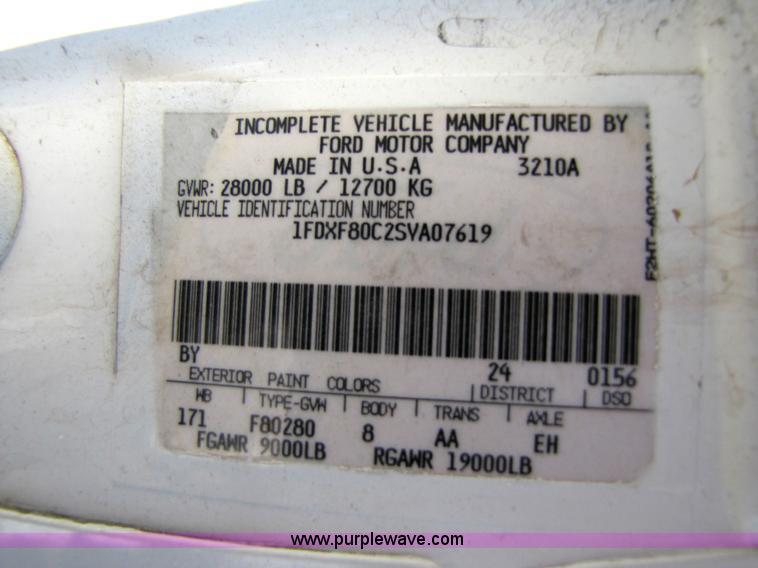 INCOMPLETE VEHICLE MANUFACTURED BY
FORD MOTOR COMPANY
MADE IN U.S.A 3210A
GVWR: 28000 LB / 12700 KG
VEHICLE IDENTIFICATION NUMBER
1FDXF80C2SVA07619
BY 24 0156
EXTERIOR PAINT COLORS DISTRICT DSO
WB TYPE-GVW BODY TRANS AXLE
171 F80280 8 AA EH
FGAWR 9000LB RGAWR 19000LB
www.purplewave.com